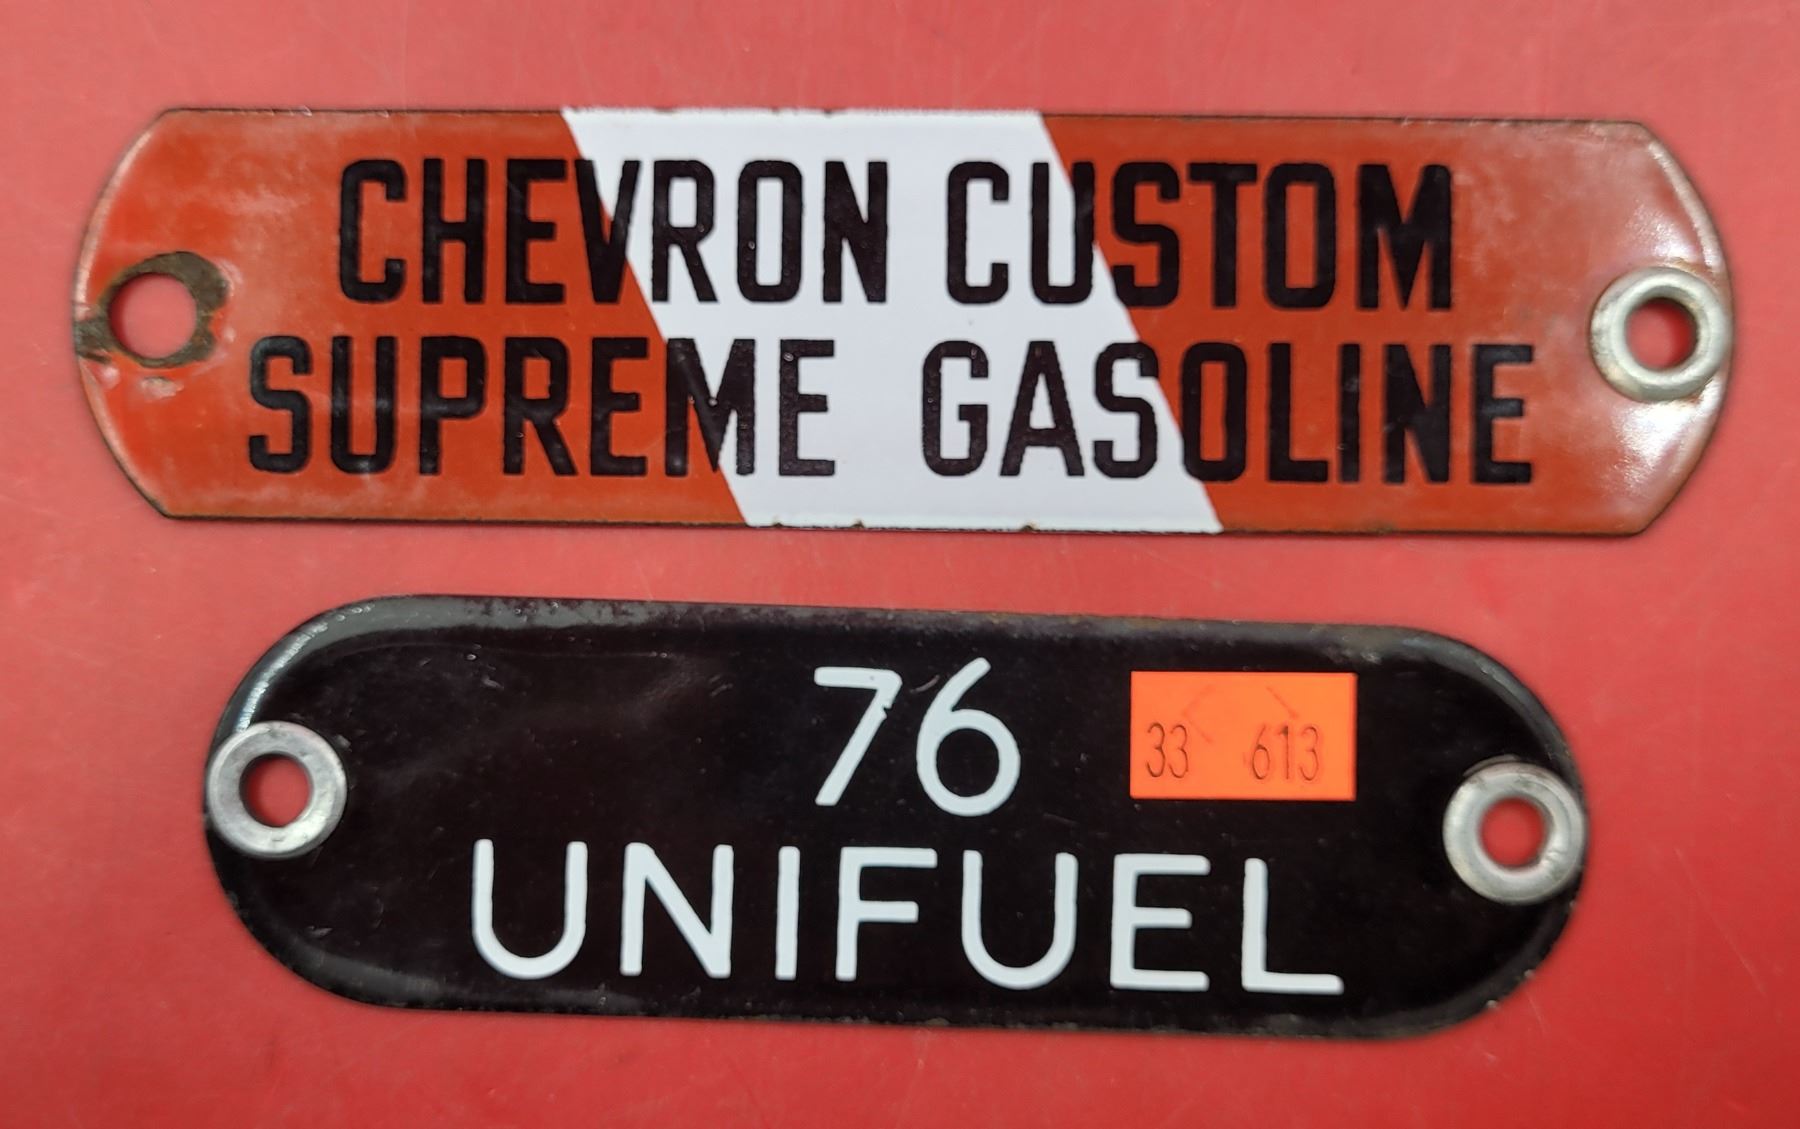 CHEVRON CUSTOM
SUPREME GASOLINE
76
33 613
UNIFUEL